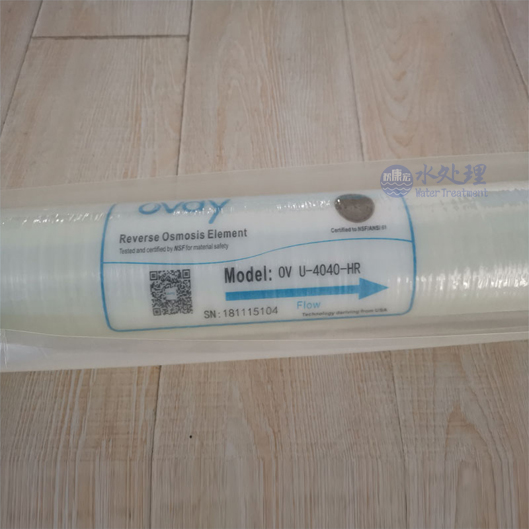 水处理
Water Treatment
ovay
Reverse Osmosis Element
Tested and certified by NSF for material safety
Certified to NSF/ANSI 61
Model: OV U-4040-HR
Flow
SN:181115104